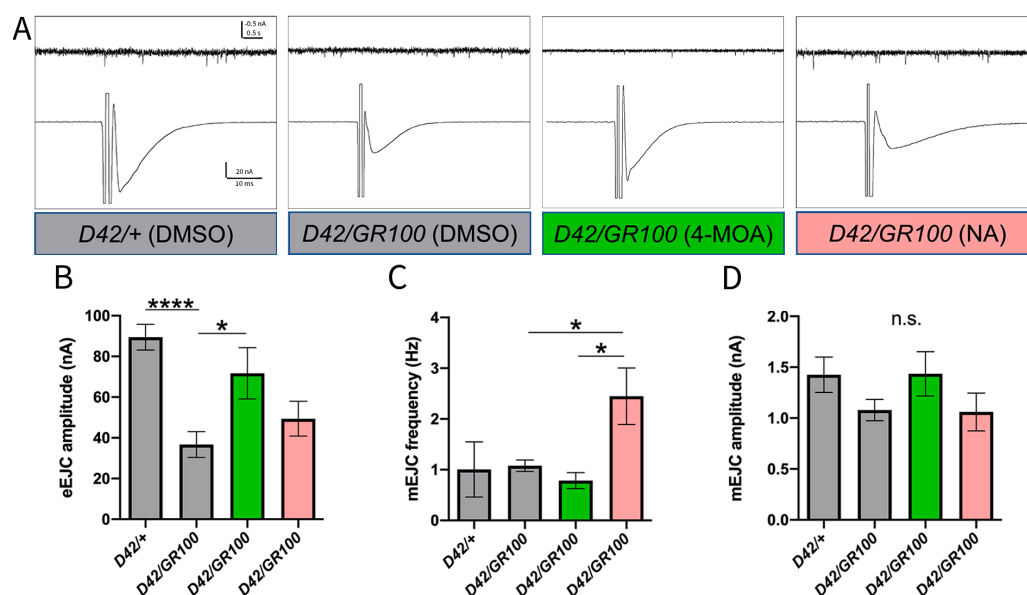 A
-0.5 nA
0.5 s
20 nA
10 ms
D42/+ (DMSO)
D42/GR100 (DMSO)
D42/GR100 (4-MOA)
D42/GR100 (NA)
B
****
*
eEJC amplitude (nA)
100
80
60
40
20
0
D42/+
D42/GR100
D42/GR100
D42/GR100
C
*
*
mEJC frequency (Hz)
4
3
2
1
0
D42/+
D42/GR100
D42/GR100
D42/GR100
D
n.s.
mEJC amplitude (nA)
2.0
1.5
1.0
0.5
0.0
D42/+
D42/GR100
D42/GR100
D42/GR100